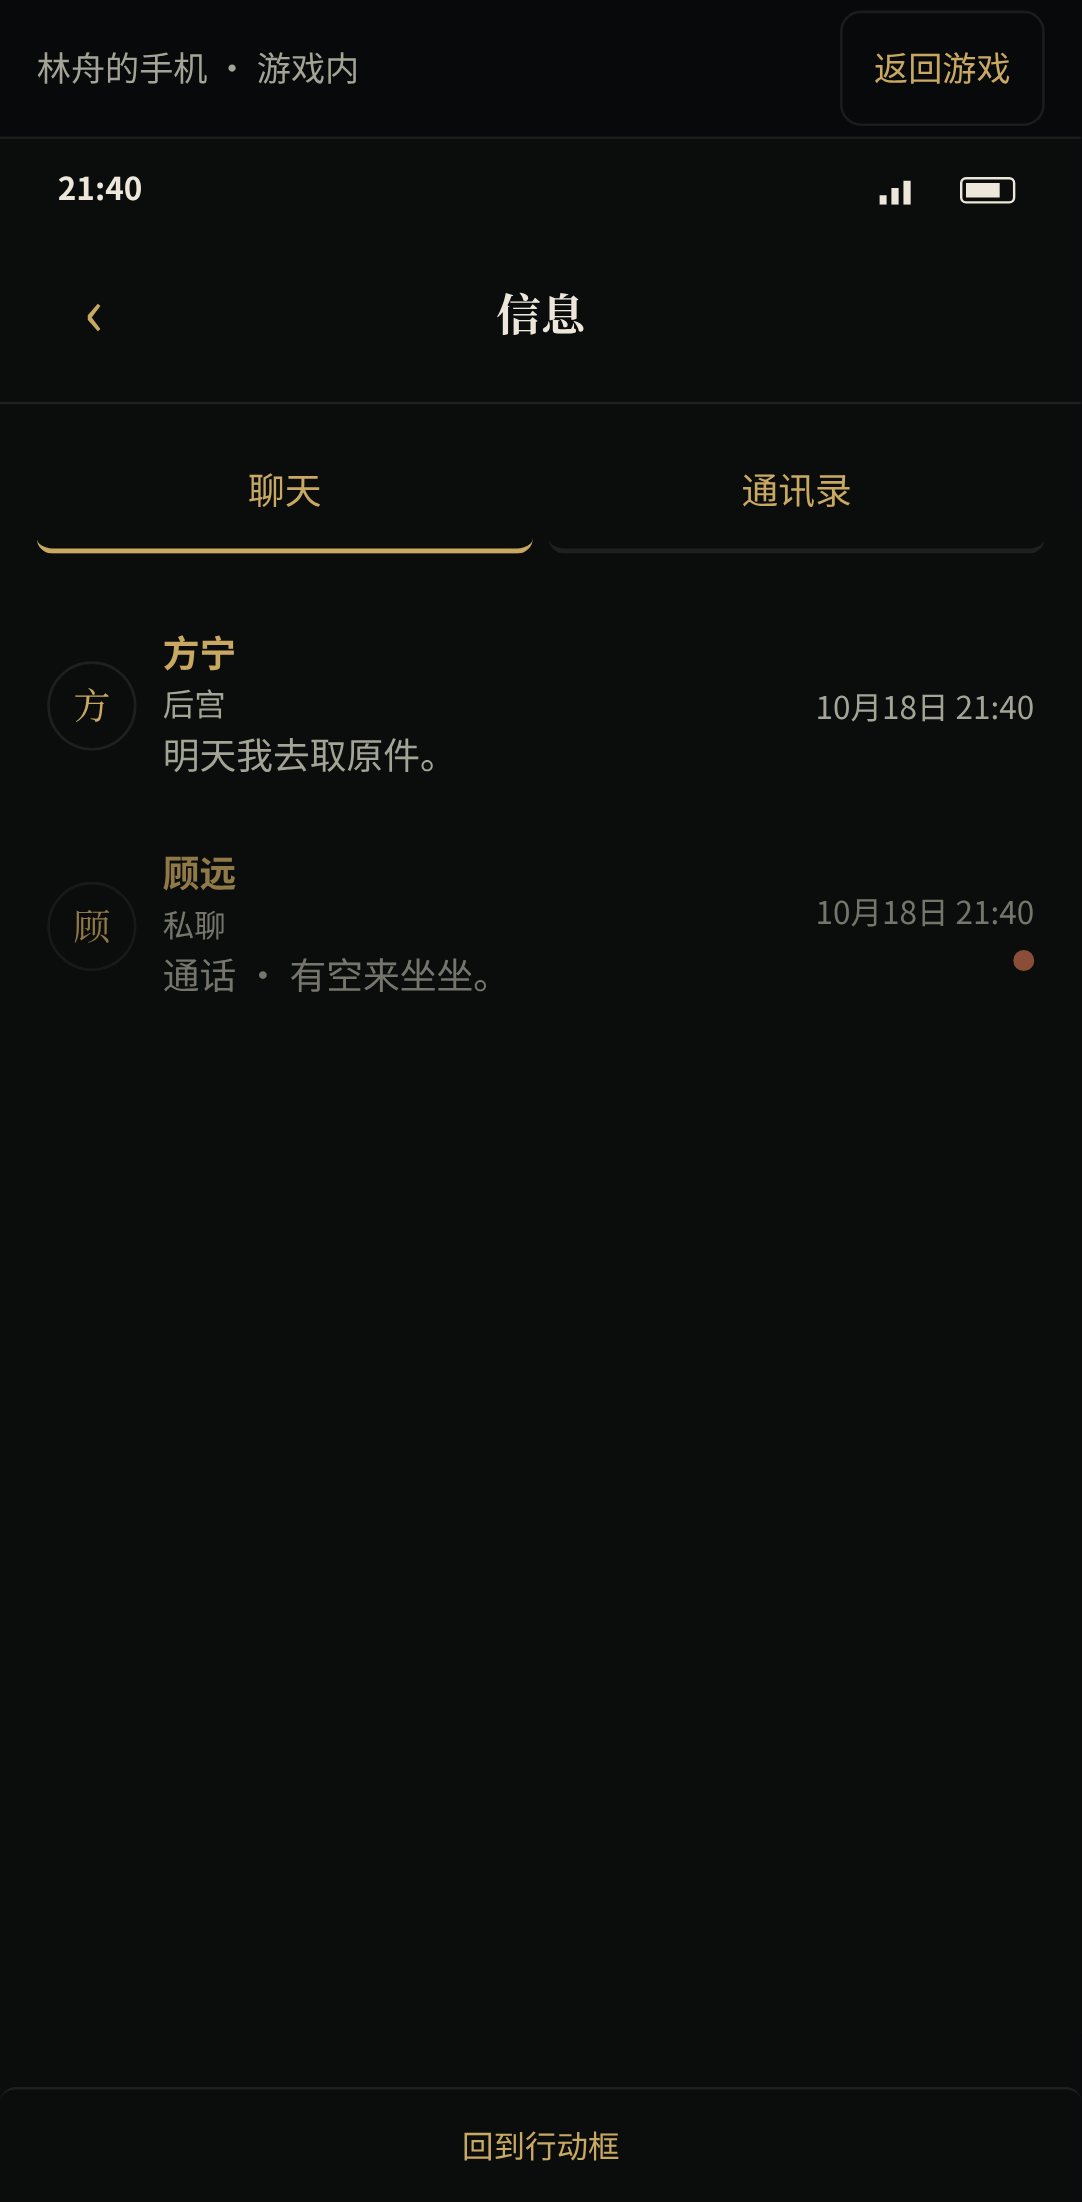 林舟的手机 · 游戏内
返回游戏
21:40
‹
信息
聊天
通讯录
方
方宁
后宫
明天我去取原件。
10月18日 21:40
顾
顾远
私聊
通话 · 有空来坐坐。
10月18日 21:40
回到行动框